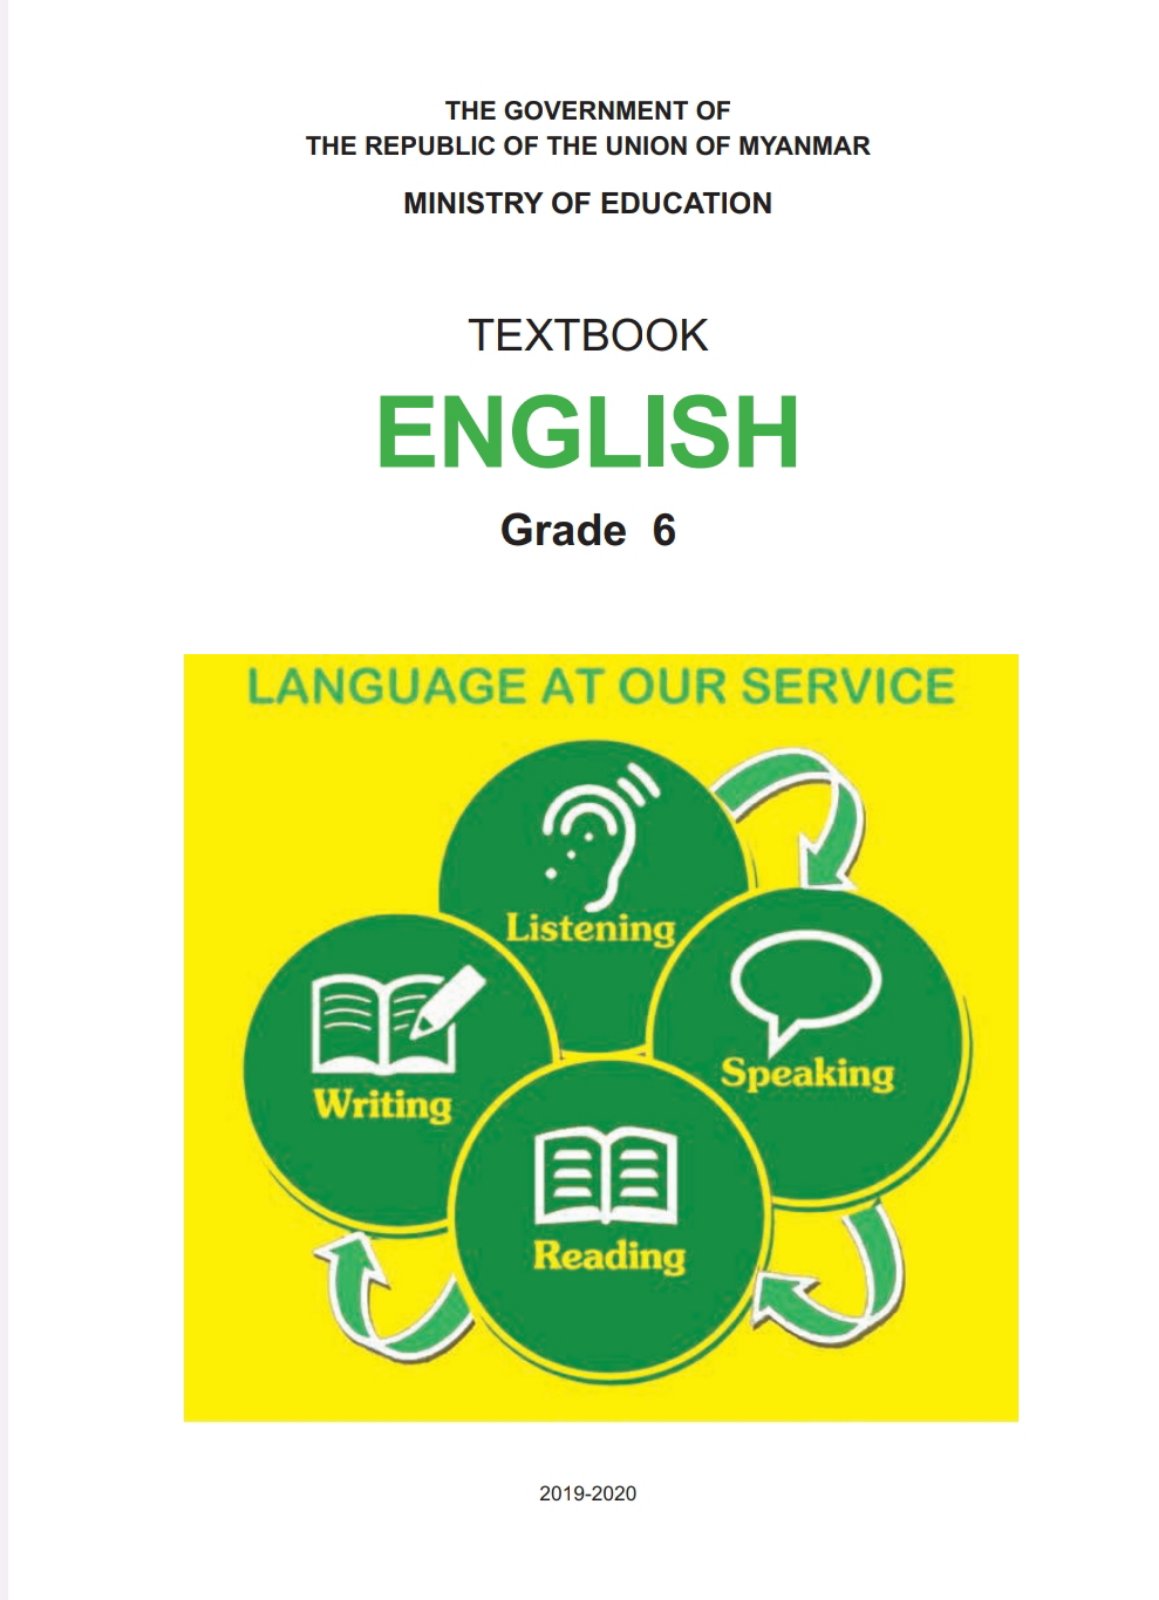 THE GOVERNMENT OF
THE REPUBLIC OF THE UNION OF MYANMAR
MINISTRY OF EDUCATION
TEXTBOOK
ENGLISH
Grade 6
LANGUAGE AT OUR SERVICE
Listening
Speaking
Writing
Reading
2019-2020